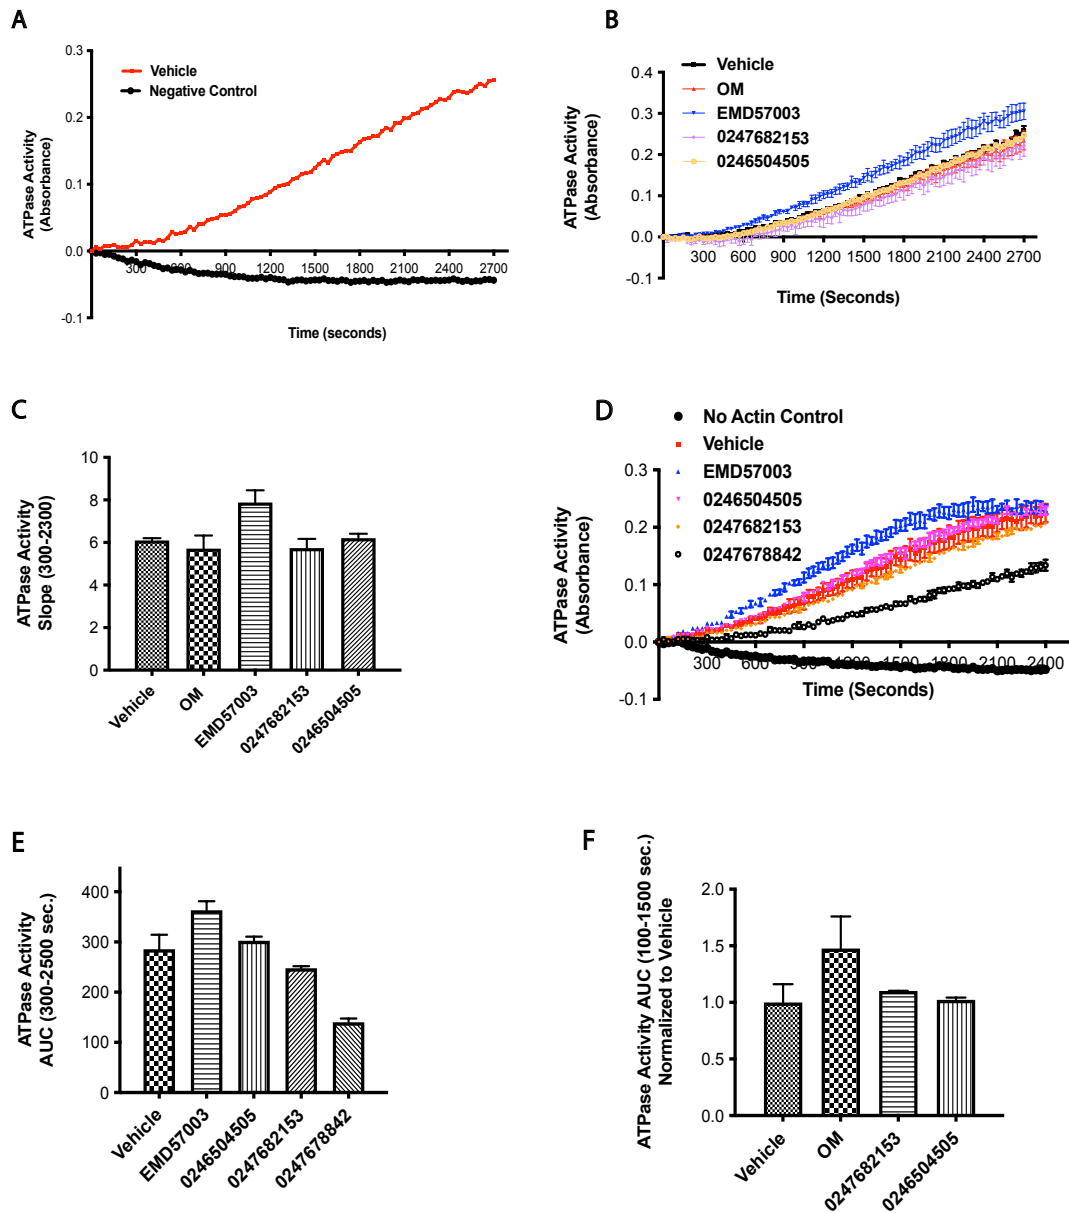 A
0.3
0.2
0.1
0.0
-0.1
ATPase Activity
(Absorbance)
Vehicle
Negative Control
300 600 900 1200 1500 1800 2100 2400 2700
Time (seconds)
B
Vehicle
OM
EMD57003
0247682153
0246504505
0.4
0.3
0.2
0.1
0.0
-0.1
ATPase Activity
(Absorbance)
300 600 900 1200 1500 1800 2100 2400 2700
Time (Seconds)
C
10
8
6
4
2
0
ATPase Activity
Slope (300-2300)
Vehicle
OM
EMD57003
0247682153
0246504505
D
No Actin Control
Vehicle
EMD57003
0246504505
0247682153
0247678842
0.3
0.2
0.1
0.0
-0.1
ATPase Activity
(Absorbance)
300 600 900 1200 1500 1800 2100 2400
Time (Seconds)
E
400
300
200
100
0
ATPase Activity
AUC (300-2500 sec.)
Vehicle
EMD57003
0246504505
0247682153
0247678842
F
2.0
1.5
1.0
0.5
0.0
ATPase Activity AUC (100-1500 sec.)
Normalized to Vehicle
Vehicle
OM
0247682153
0246504505